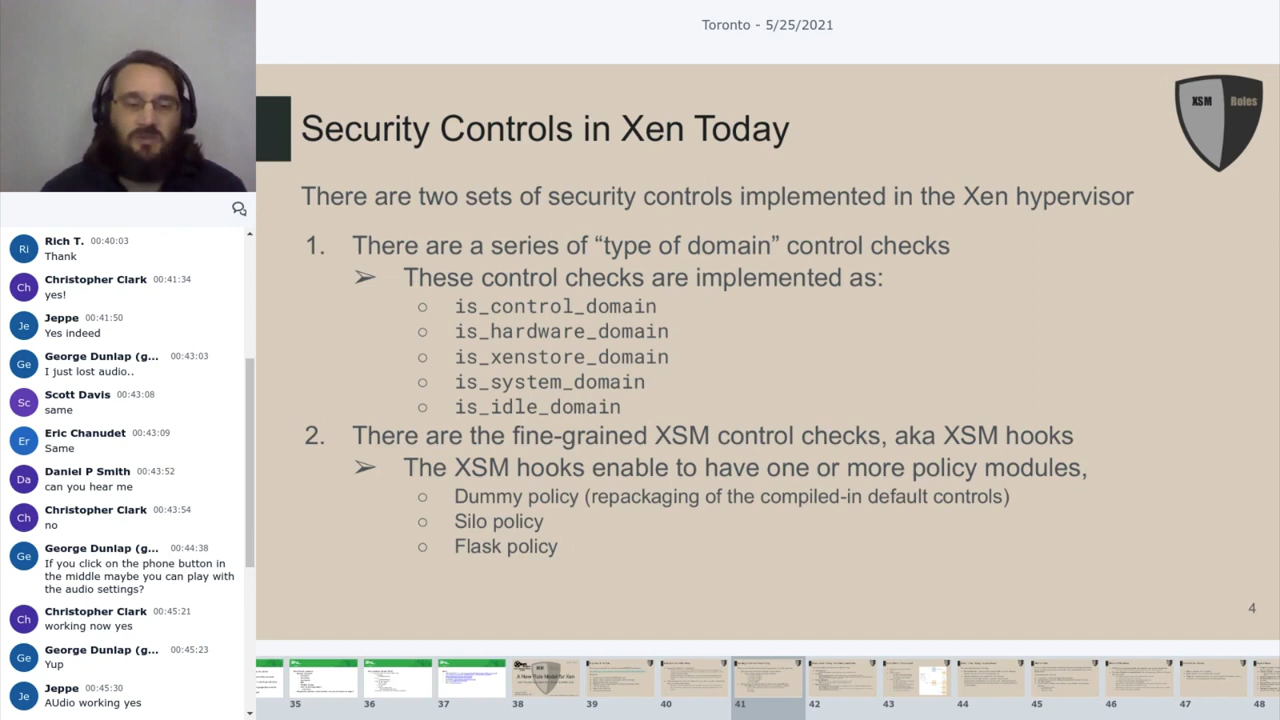 Toronto - 5/25/2021
XSM Roles
Security Controls in Xen Today
There are two sets of security controls implemented in the Xen hypervisor
1. There are a series of “type of domain” control checks
➢ These control checks are implemented as:
○ is_control_domain
○ is_hardware_domain
○ is_xenstore_domain
○ is_system_domain
○ is_idle_domain
2. There are the fine-grained XSM control checks, aka XSM hooks
➢ The XSM hooks enable to have one or more policy modules,
○ Dummy policy (repackaging of the compiled-in default controls)
○ Silo policy
○ Flask policy
4
Ri Rich T. 00:40:03
Thank
Ch Christopher Clark 00:41:34
yes!
Je Jeppe 00:41:50
Yes indeed
Ge George Dunlap (g... 00:43:03
I just lost audio..
Sc Scott Davis 00:43:08
same
Er Eric Chanudet 00:43:09
Same
Da Daniel P Smith 00:43:52
can you hear me
Ch Christopher Clark 00:43:54
no
Ge George Dunlap (g... 00:44:38
If you click on the phone button in
the middle maybe you can play with
the audio settings?
Ch Christopher Clark 00:45:21
working now yes
Ge George Dunlap (g... 00:45:23
Yup
Je Jeppe 00:45:30
AUdio working yes
A New Role Model for Xen
35 36 37 38 39 40 41 42 43 44 45 46 47 48